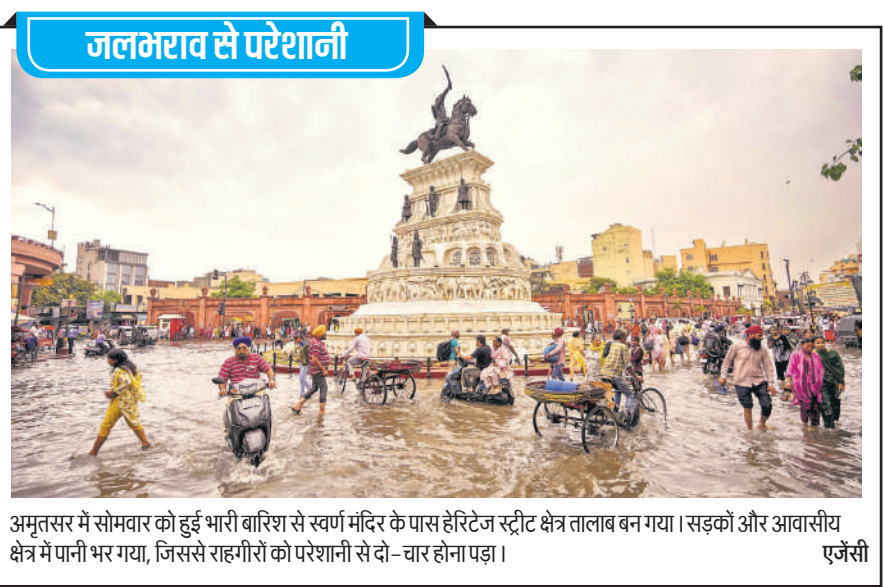 जलभराव से परेशानी
अमृतसर में सोमवार को हुई भारी बारिश से स्वर्ण मंदिर के पास हेरिटेज स्ट्रीट क्षेत्र तालाब बन गया। सड़कों और आवासीय
क्षेत्र में पानी भर गया, जिससे राहगीरों को परेशानी से दो-चार होना पड़ा।
एजेंसी